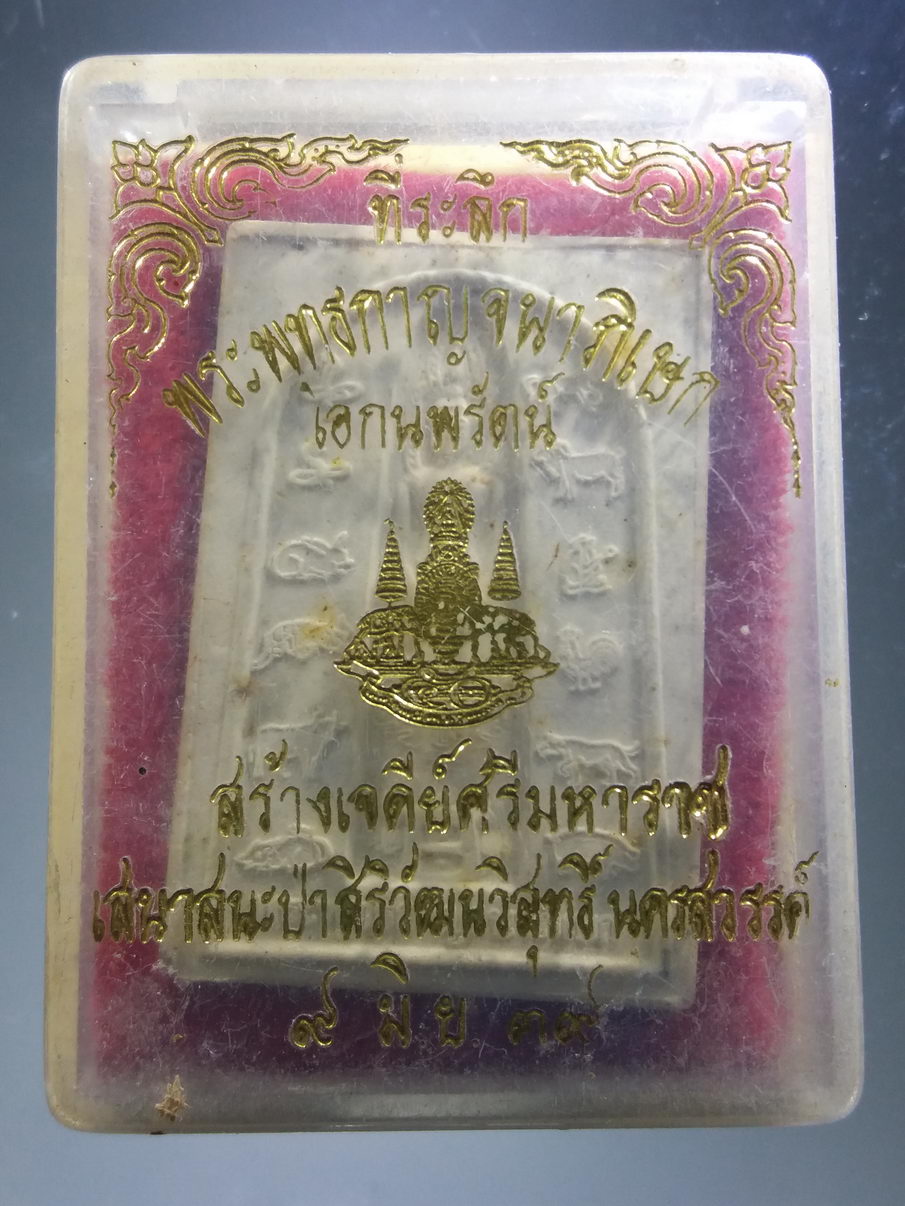 ที่ระลึก
พระพุทธกาญจนาภิเษก
เอกนพรัตน์
สร้างเจดีย์ศรีมหาราช
เสนาสนะป่าสิริวัฒนวิสุทธิ์ นครสวรรค์
๙ มิ.ย. ๓๙